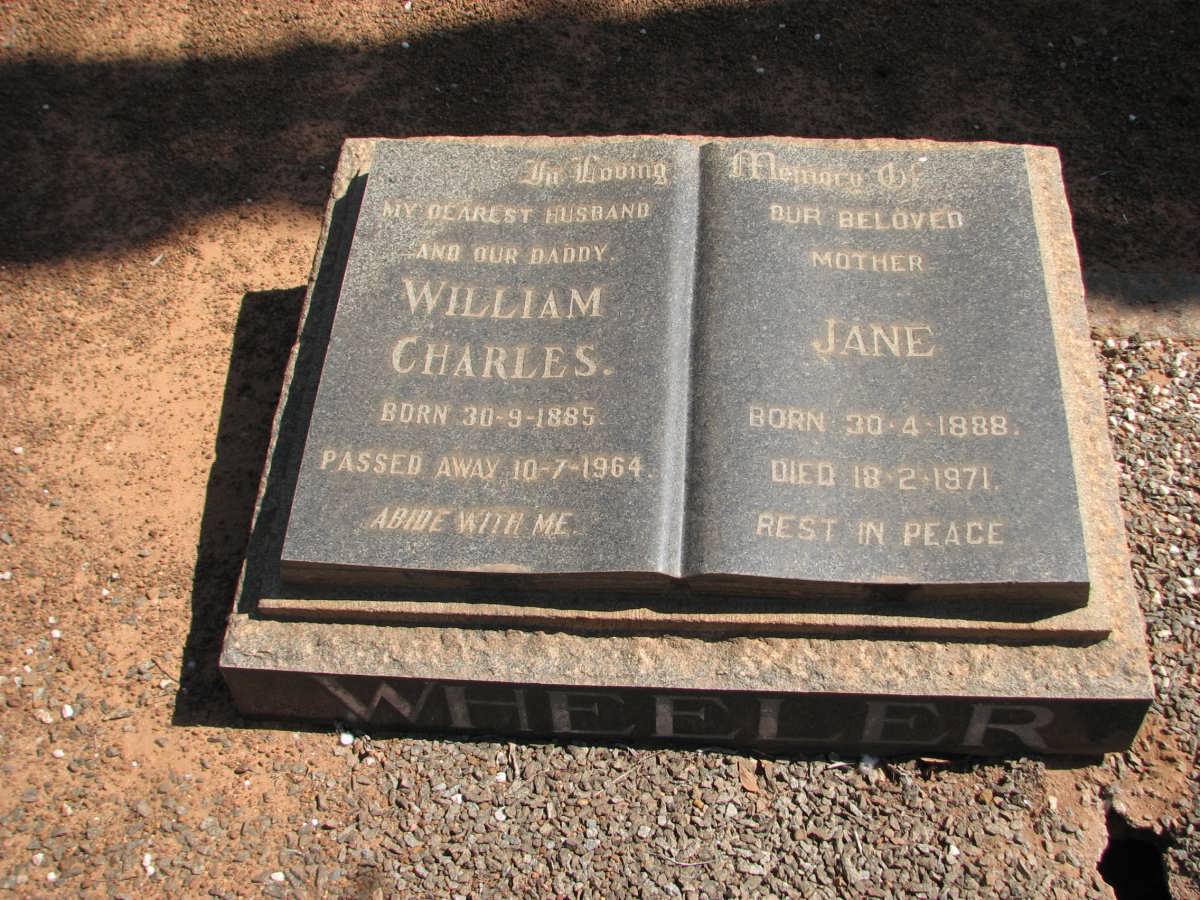 In Loving Memory Of
MY DEAREST HUSBAND
AND OUR DADDY.
WILLIAM
CHARLES.
BORN 30-9-1885.
PASSED AWAY 10-7-1964.
ABIDE WITH ME.
OUR BELOVED
MOTHER
JANE
BORN 30-4-1888.
DIED 18-2-1971.
REST IN PEACE
WHEELER